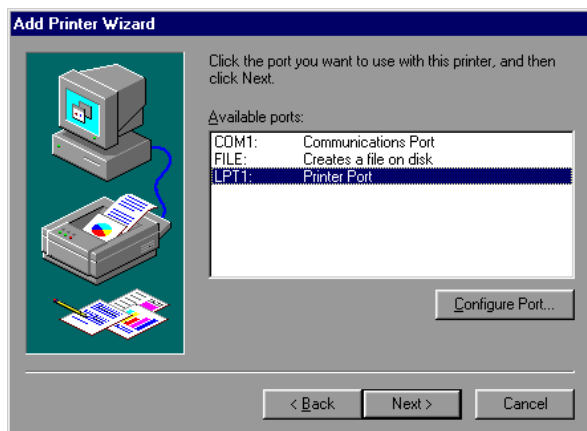 Add Printer Wizard
Click the port you want to use with this printer, and then
click Next.
Available ports:
COM1: Communications Port
FILE: Creates a file on disk
LPT1: Printer Port
Configure Port...
< Back Next > Cancel